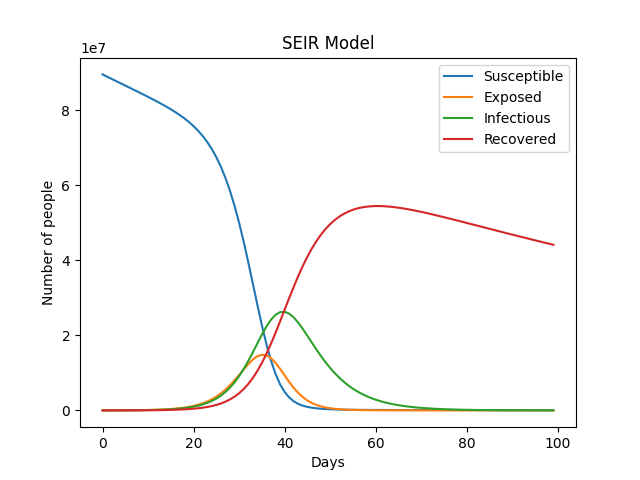 SEIR Model
1e7
Susceptible
Exposed
Infectious
Recovered
8
6
4
2
0
Number of people
0 20 40 60 80 100
Days